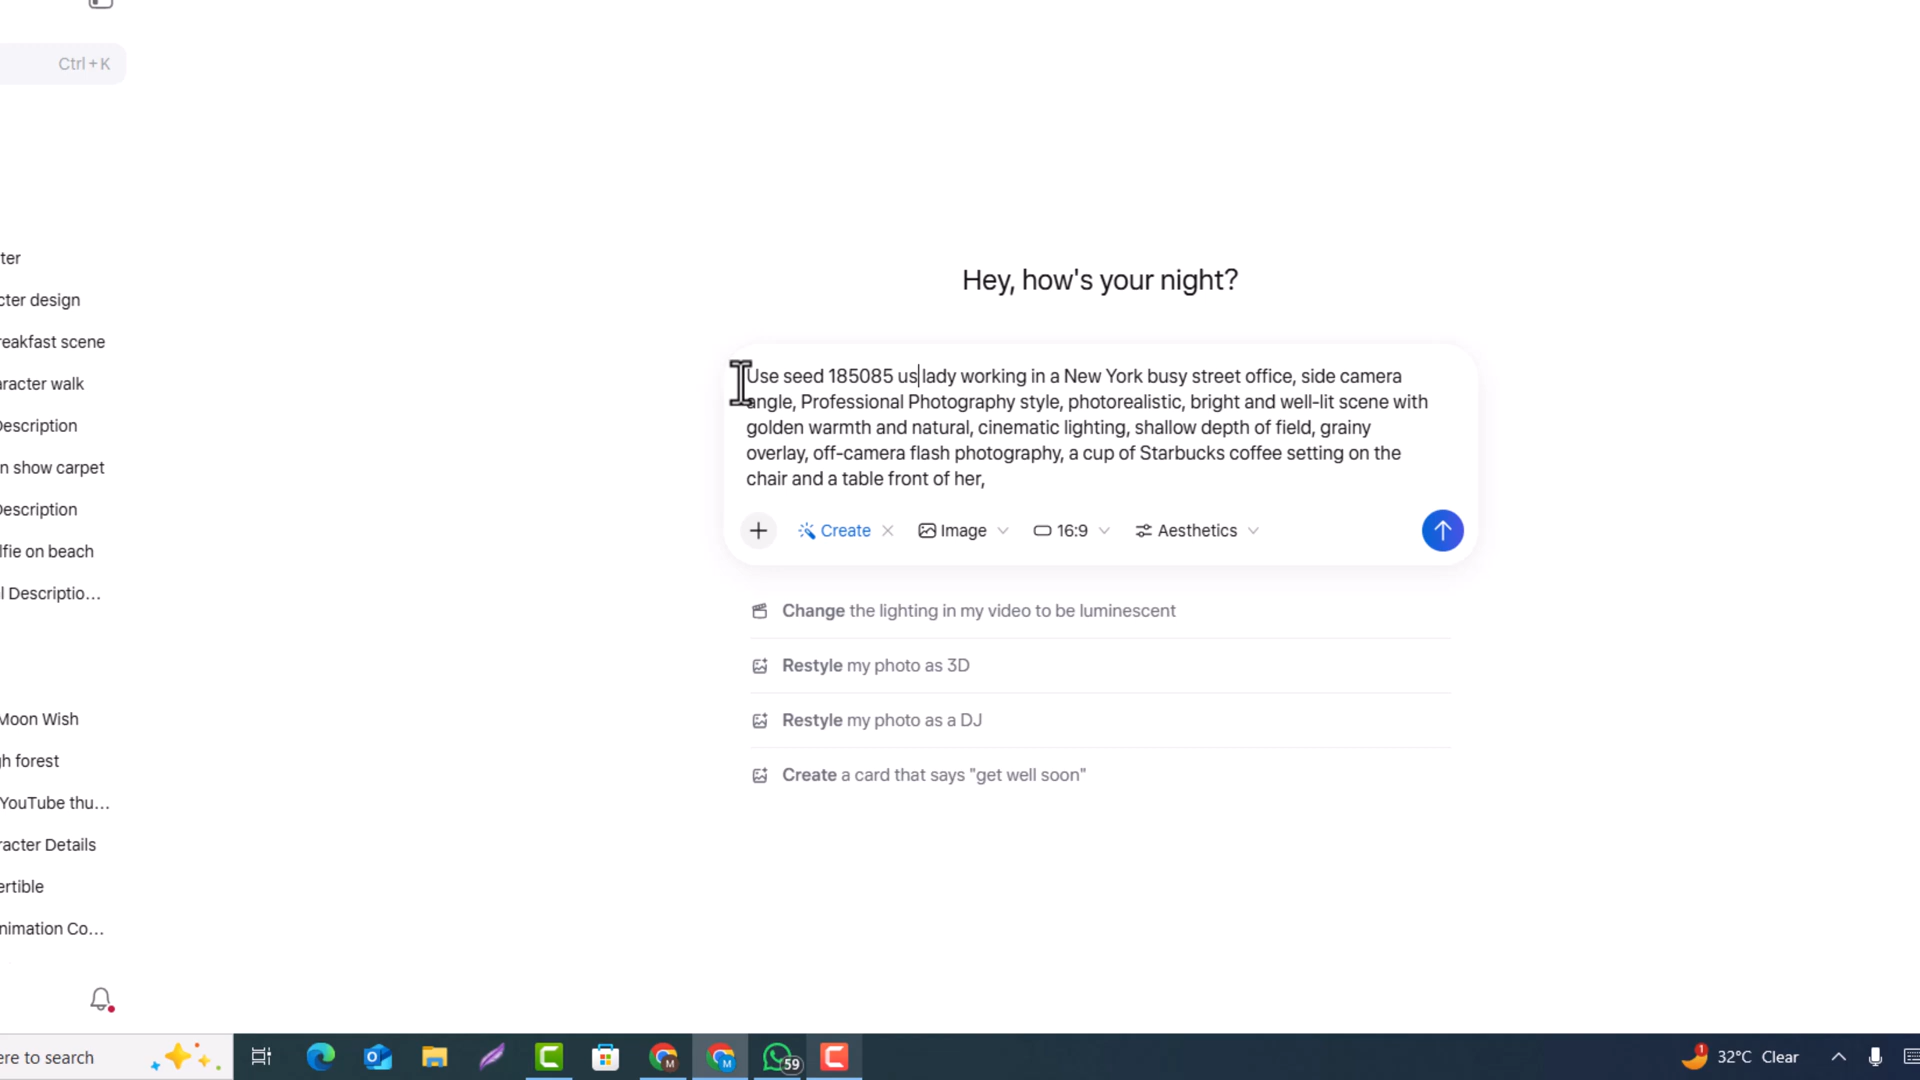 Ctrl + K
ter
cter design
reakfast scene
aracter walk
Description
n show carpet
Description
lfie on beach
l Descriptio...
Moon Wish
gh forest
YouTube thu...
racter Details
ertible
nimation Co...
Hey, how's your night?
Use seed 185085 us lady working in a New York busy street office, side camera
angle, Professional Photography style, photorealistic, bright and well-lit scene with
golden warmth and natural, cinematic lighting, shallow depth of field, grainy
overlay, off-camera flash photography, a cup of Starbucks coffee setting on the
chair and a table front of her,
Create
Image
16:9
Aesthetics
Change the lighting in my video to be luminescent
Restyle my photo as 3D
Restyle my photo as a DJ
Create a card that says "get well soon"
ere to search
M
M
59
1
32°C Clear